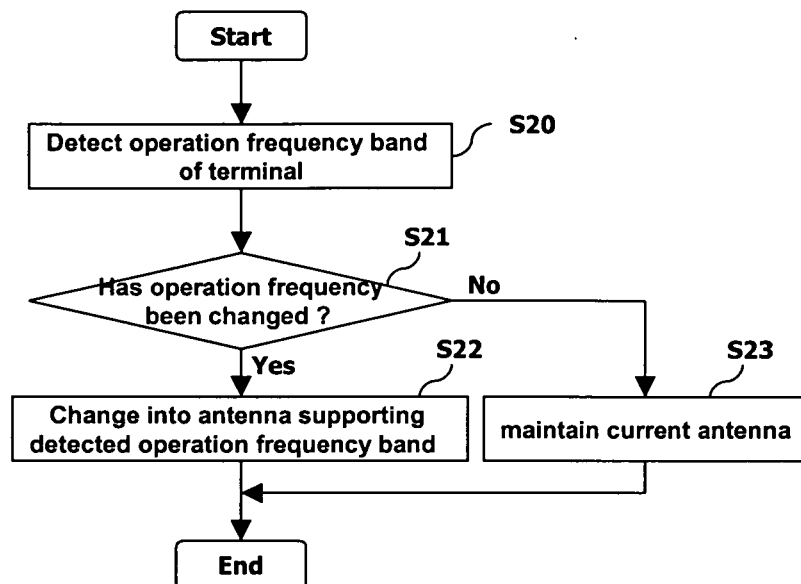 Start
Detect operation frequency band
of terminal
S20
S21
Has operation frequency
been changed ?
No
Yes
S22
S23
Change into antenna supporting
detected operation frequency band
maintain current antenna
End